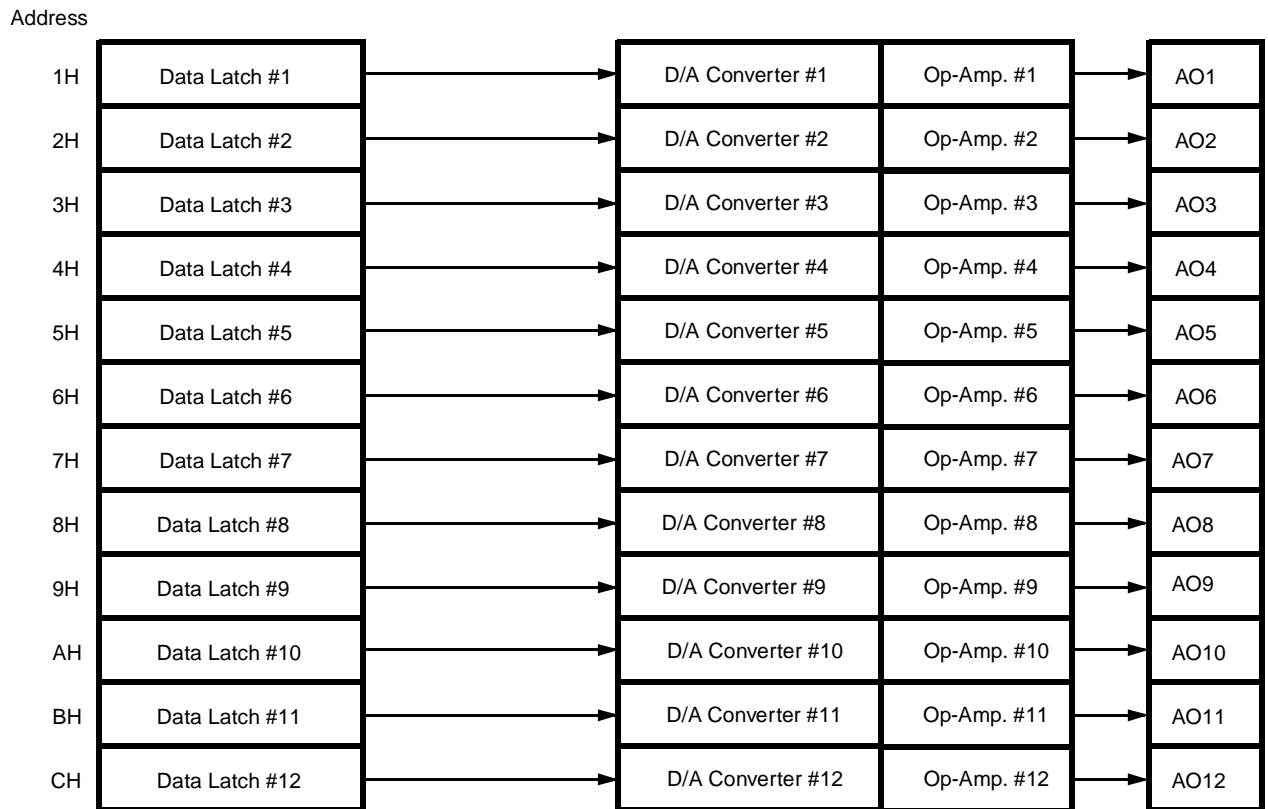 Address
1H Data Latch #1 D/A Converter #1 Op-Amp. #1 AO1
2H Data Latch #2 D/A Converter #2 Op-Amp. #2 AO2
3H Data Latch #3 D/A Converter #3 Op-Amp. #3 AO3
4H Data Latch #4 D/A Converter #4 Op-Amp. #4 AO4
5H Data Latch #5 D/A Converter #5 Op-Amp. #5 AO5
6H Data Latch #6 D/A Converter #6 Op-Amp. #6 AO6
7H Data Latch #7 D/A Converter #7 Op-Amp. #7 AO7
8H Data Latch #8 D/A Converter #8 Op-Amp. #8 AO8
9H Data Latch #9 D/A Converter #9 Op-Amp. #9 AO9
AH Data Latch #10 D/A Converter #10 Op-Amp. #10 AO10
BH Data Latch #11 D/A Converter #11 Op-Amp. #11 AO11
CH Data Latch #12 D/A Converter #12 Op-Amp. #12 AO12